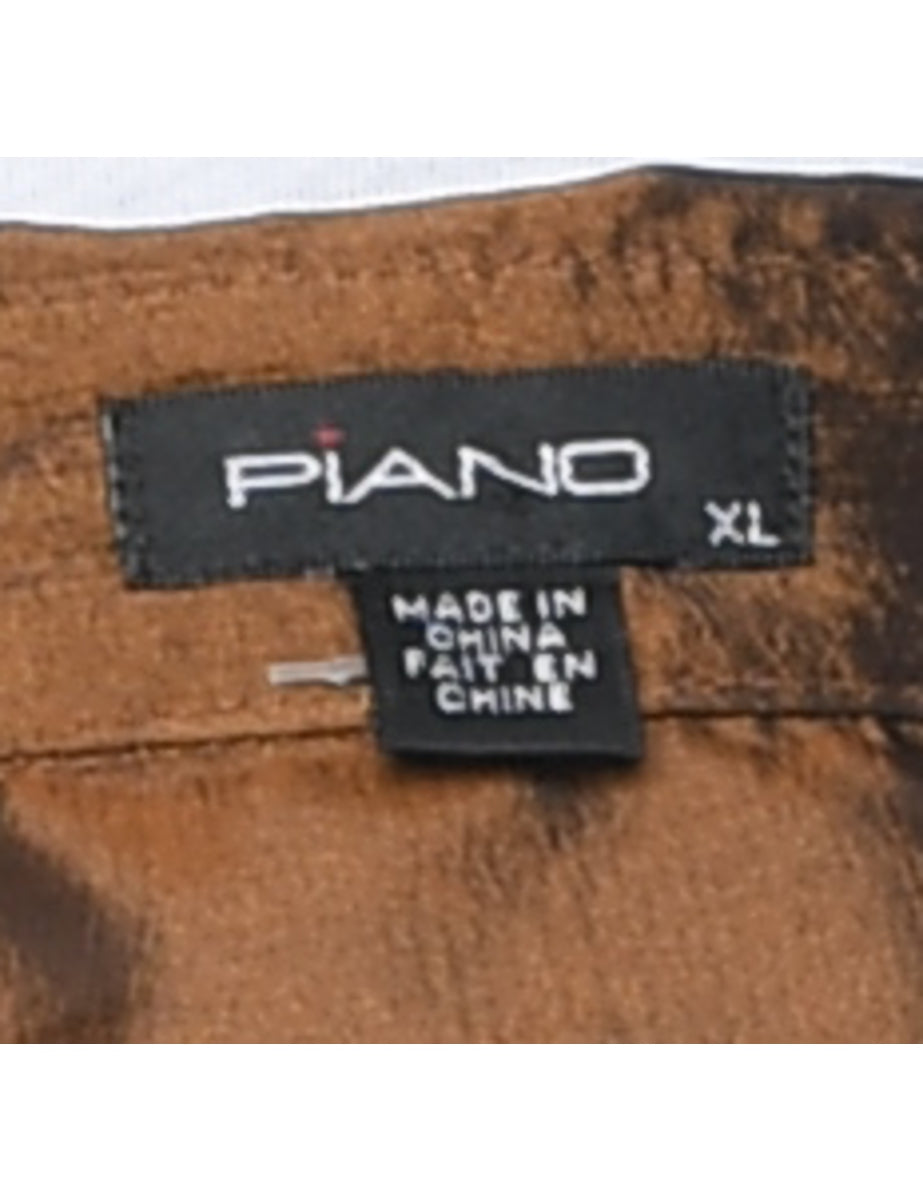 PiANO
XL
MADE IN
CHINA
FAIT EN
CHINE